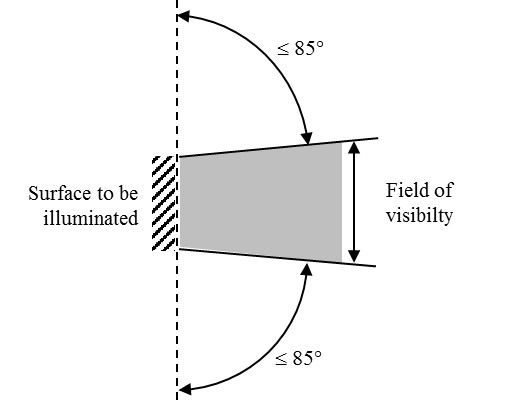 ≤ 85°
Surface to be
illuminated
Field of
visibilty
≤ 85°